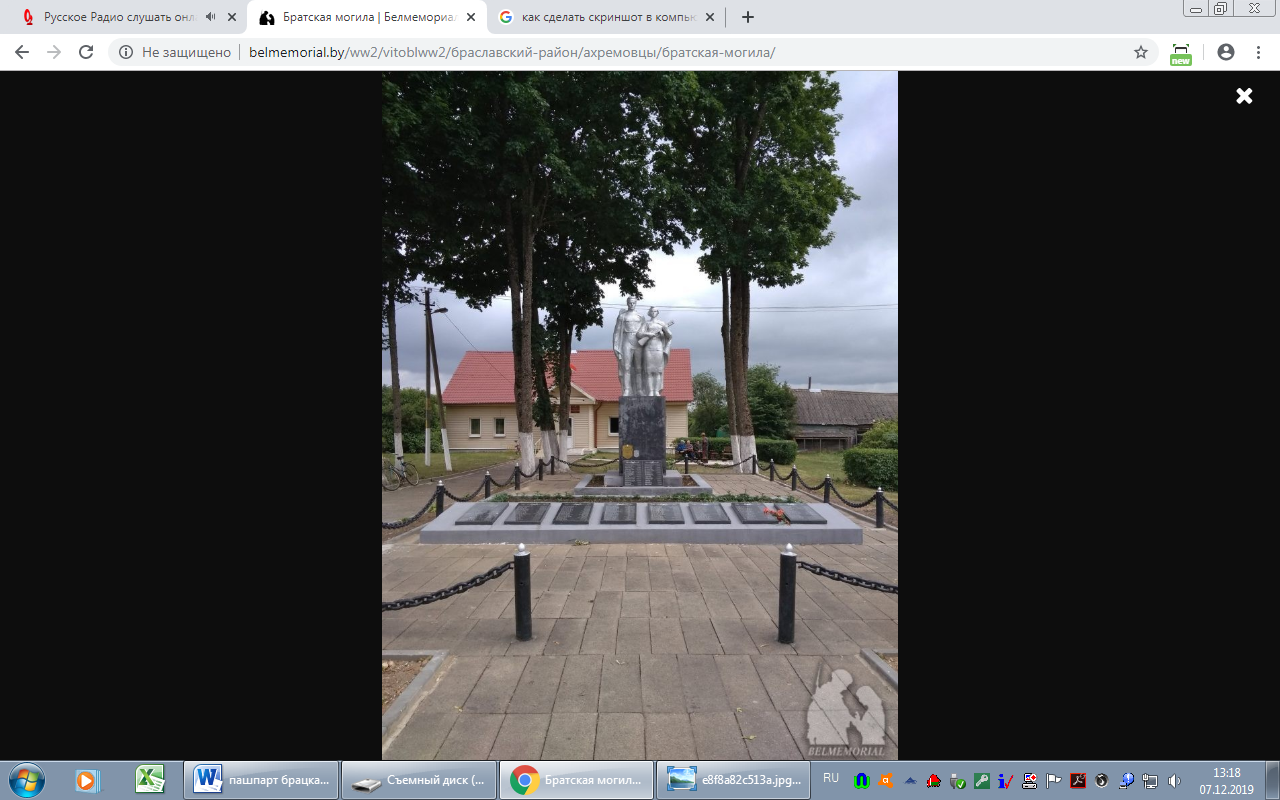 Русское Радио слушать онл
Братская могила | Белмемориал
как сделать скриншот в компьк
Не защищено
belmemorial.by/ww2/vitoblww2/браславский-район/ахремовцы/братская-могила/
new
BELMEMORIAL
пашпарт брацка...
Съемный диск (...
Братская могил...
e8f8a82c513a.jpg...
RU
13:18
07.12.2019